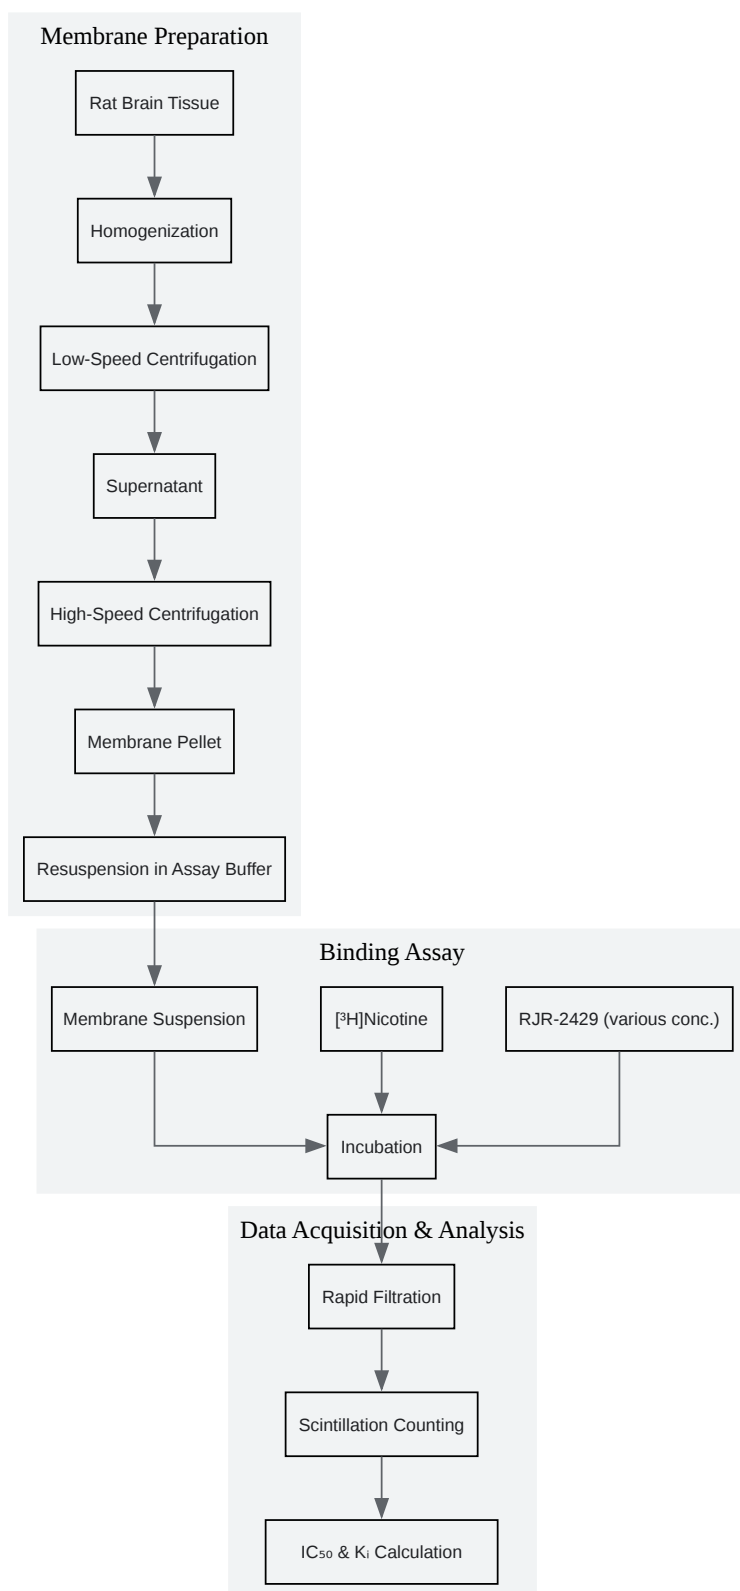 Membrane Preparation
Rat Brain Tissue
Homogenization
Low-Speed Centrifugation
Supernatant
High-Speed Centrifugation
Membrane Pellet
Resuspension in Assay Buffer
Binding Assay
Membrane Suspension
[³H]Nicotine
RJR-2429 (various conc.)
Incubation
Data Acquisition & Analysis
Rapid Filtration
Scintillation Counting
IC₅₀ & Kᵢ Calculation